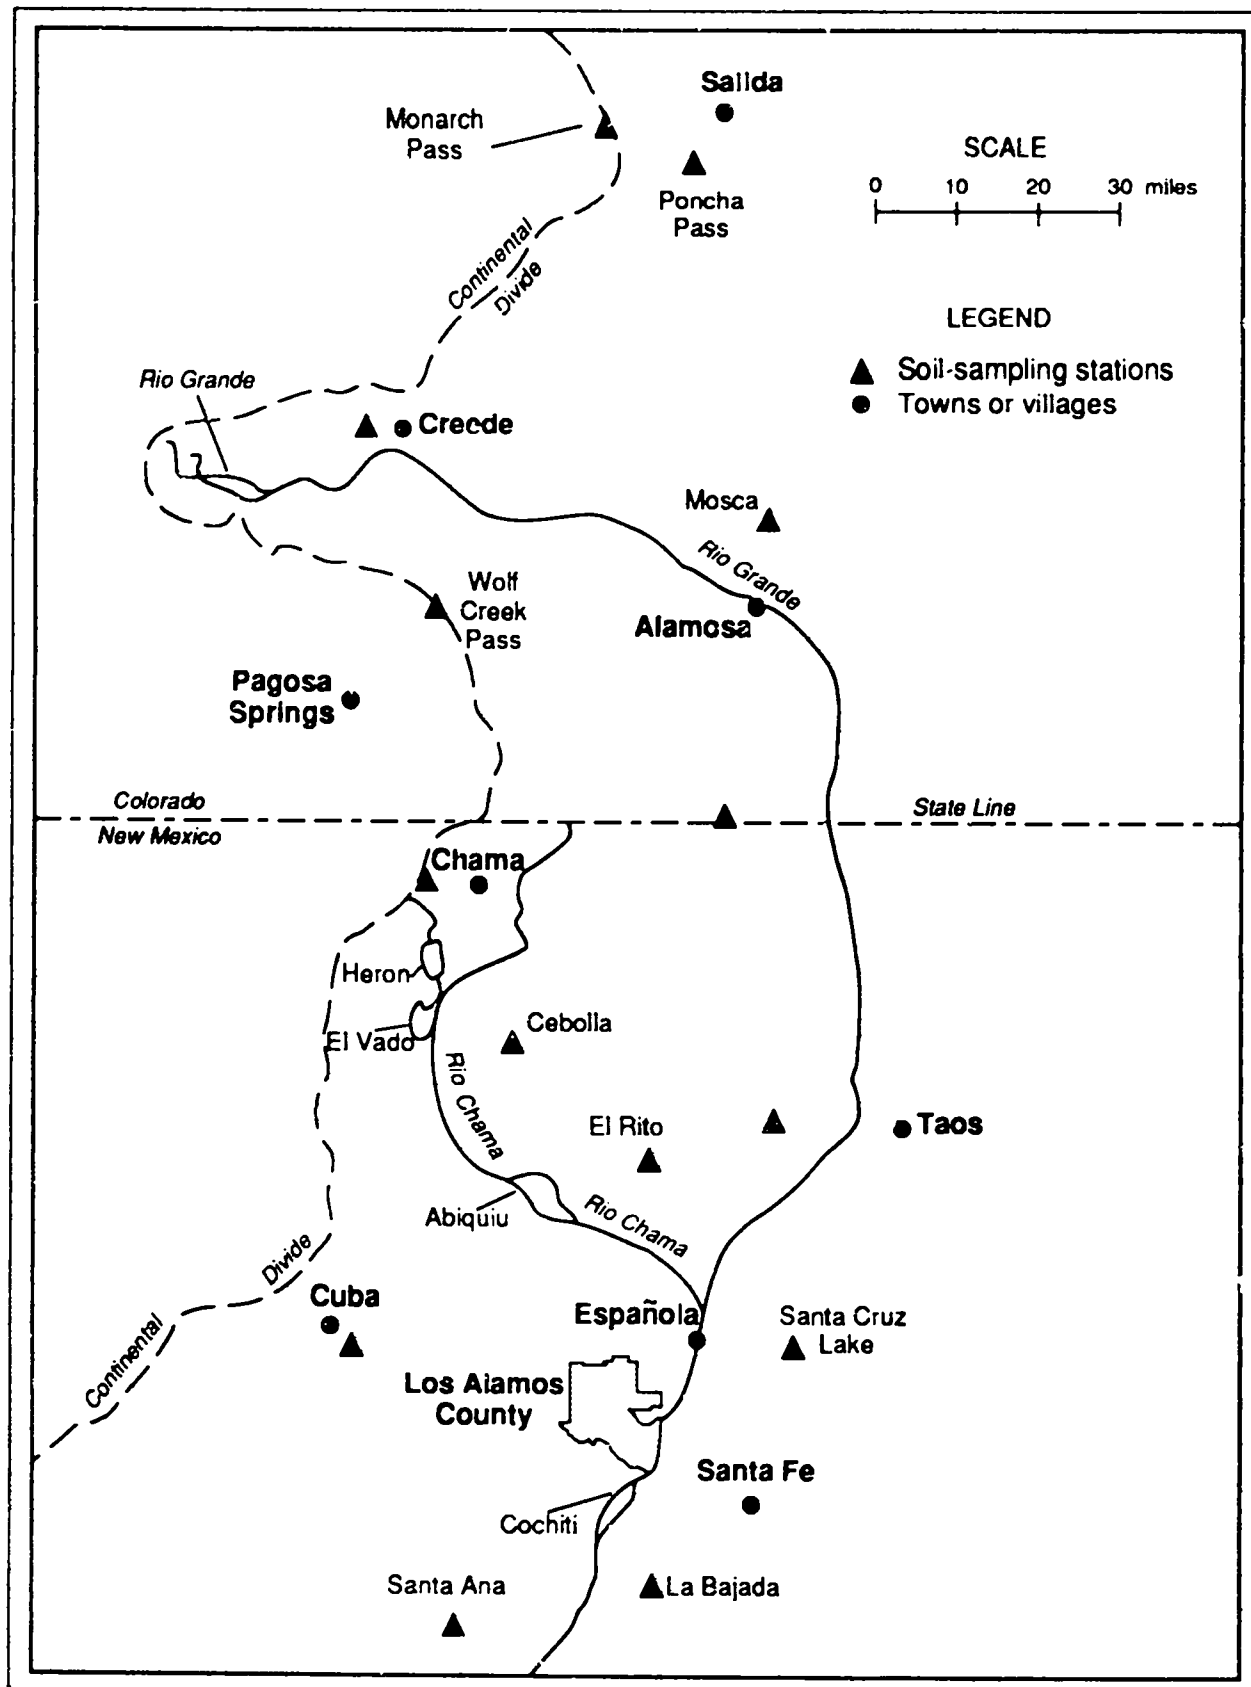 Salida
Monarch
Pass
Poncha
Pass
SCALE
0 10 20 30 miles
Continental
Divide
LEGEND
Soil-sampling stations
Towns or villages
Rio Grande
Creede
Mosca
Rio Grande
Wolf
Creek
Pass
Alamosa
Pagosa
Springs
Colorado
New Mexico
State Line
Chama
Heron
El Vado
Cebolla
Rio Chama
El Rito
Taos
Abiquiu
Rio Chama
Continental
Divide
Cuba
Española
Santa Cruz
Lake
Los Alamos
County
Santa Fe
Cochiti
Santa Ana
La Bajada